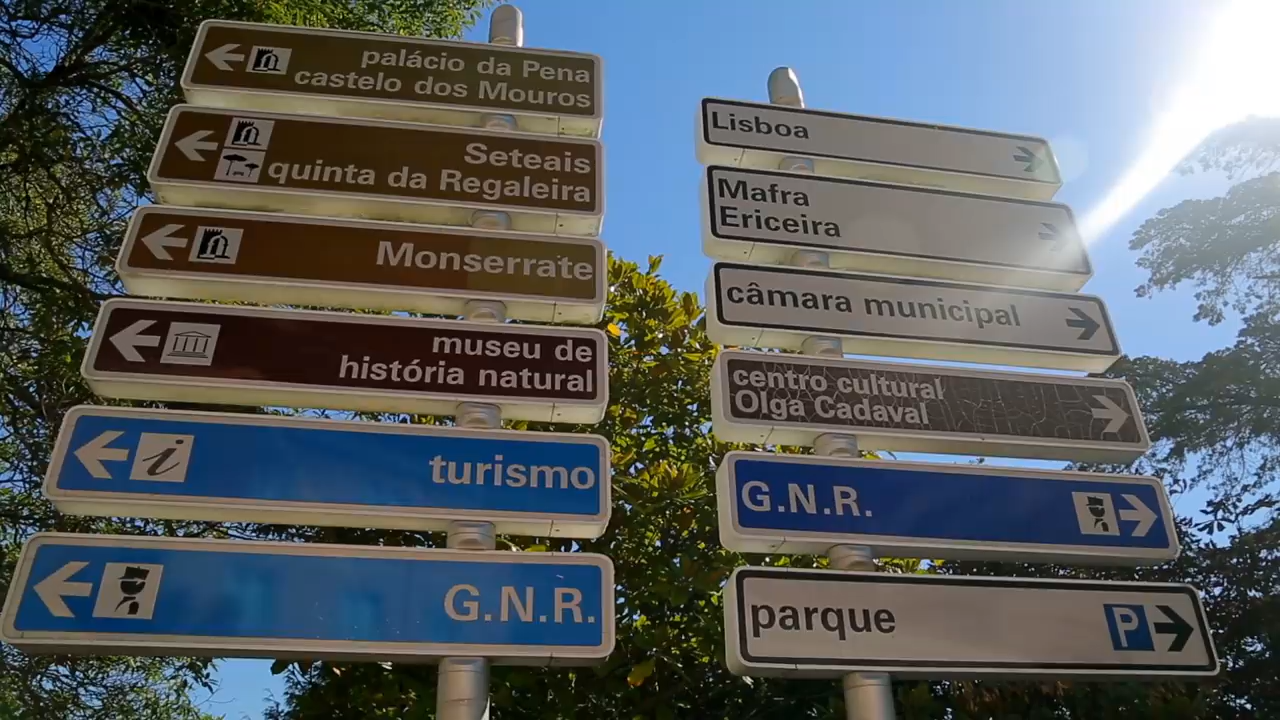 palácio da Pena
castelo dos Mouros
Seteais
quinta da Regaleira
Monserrate
museu de
história natural
i turismo
G.N.R.
Lisboa
Mafra
Ericeira
câmara municipal
centro cultural
Olga Cadaval
G.N.R.
parque P